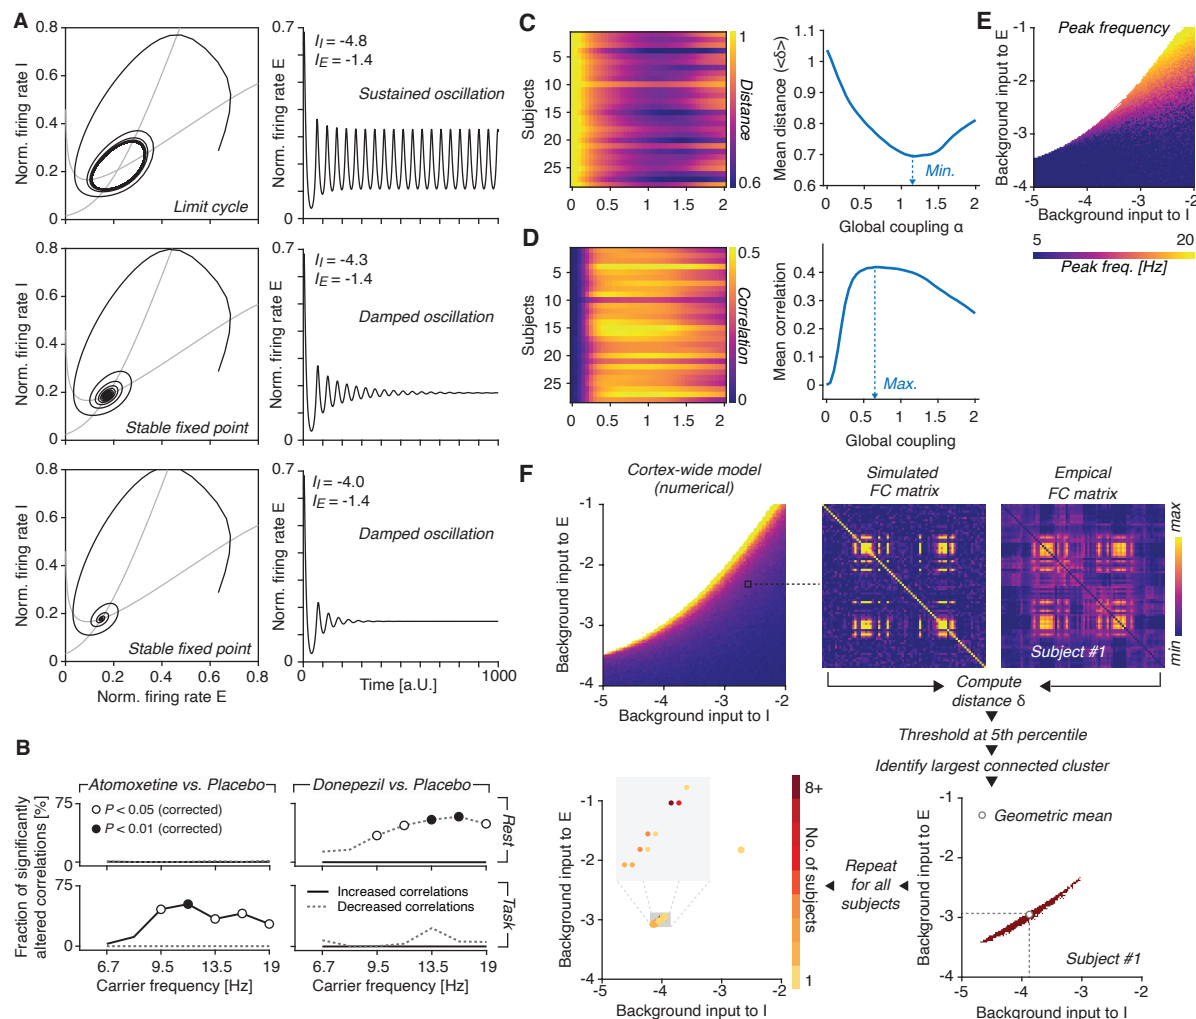 A
Norm. firing rate I
0.8
0.6
0.4
0.2
0
Limit cycle
Norm. firing rate E
0.7
0
I_I = -4.8
I_E = -1.4
Sustained oscillation
Norm. firing rate I
0.8
0.6
0.4
0.2
0
Stable fixed point
Norm. firing rate E
0.7
0
I_I = -4.3
I_E = -1.4
Damped oscillation
Norm. firing rate I
0.8
0.6
0.4
0.2
0
Stable fixed point
0 0.2 0.4 0.6 0.8
Norm. firing rate E
Norm. firing rate E
0.7
0
I_I = -4.0
I_E = -1.4
Damped oscillation
0 1000
Time [a.U.]
B
Atomoxetine vs. Placebo
Donepezil vs. Placebo
Fraction of significantly
altered correlations [%]
75
0
P < 0.05 (corrected)
P < 0.01 (corrected)
Rest
75
0
Increased correlations
Decreased correlations
Task
6.7 9.5 13.5 19
Carrier frequency [Hz]
6.7 9.5 13.5 19
Carrier frequency [Hz]
C
Subjects
5
10
15
20
25
0 0.5 1 1.5 2
1
Distance
0.6
Mean distance (<δ>)
1.1
1
0.9
0.8
0.7
0.6
Min.
0 0.5 1 1.5 2
Global coupling α
D
Subjects
5
10
15
20
25
0 0.5 1 1.5 2
0.5
Correlation
0
Mean correlation
0.4
0.3
0.2
0.1
0
Max.
0 0.5 1 1.5 2
Global coupling
E
Background input to E
-1
-2
-3
-4
Peak frequency
-5 -4 -3 -2
Background input to I
5 20
Peak freq. [Hz]
F
Cortex-wide model
(numerical)
Background input to E
-1
-2
-3
-4
-5 -4 -3 -2
Background input to I
Simulated
FC matrix
Empical
FC matrix
Subject #1
max
min
Compute
distance δ
Threshold at 5th percentile
Identify largest connected cluster
Background input to E
-1
-2
-3
-4
Geometric mean
Subject #1
-5 -4 -3 -2
Background input to I
Repeat
for all
subjects
8+
No. of subjects
1
Background input to E
-1
-2
-3
-4
-5 -4 -3 -2
Background input to I